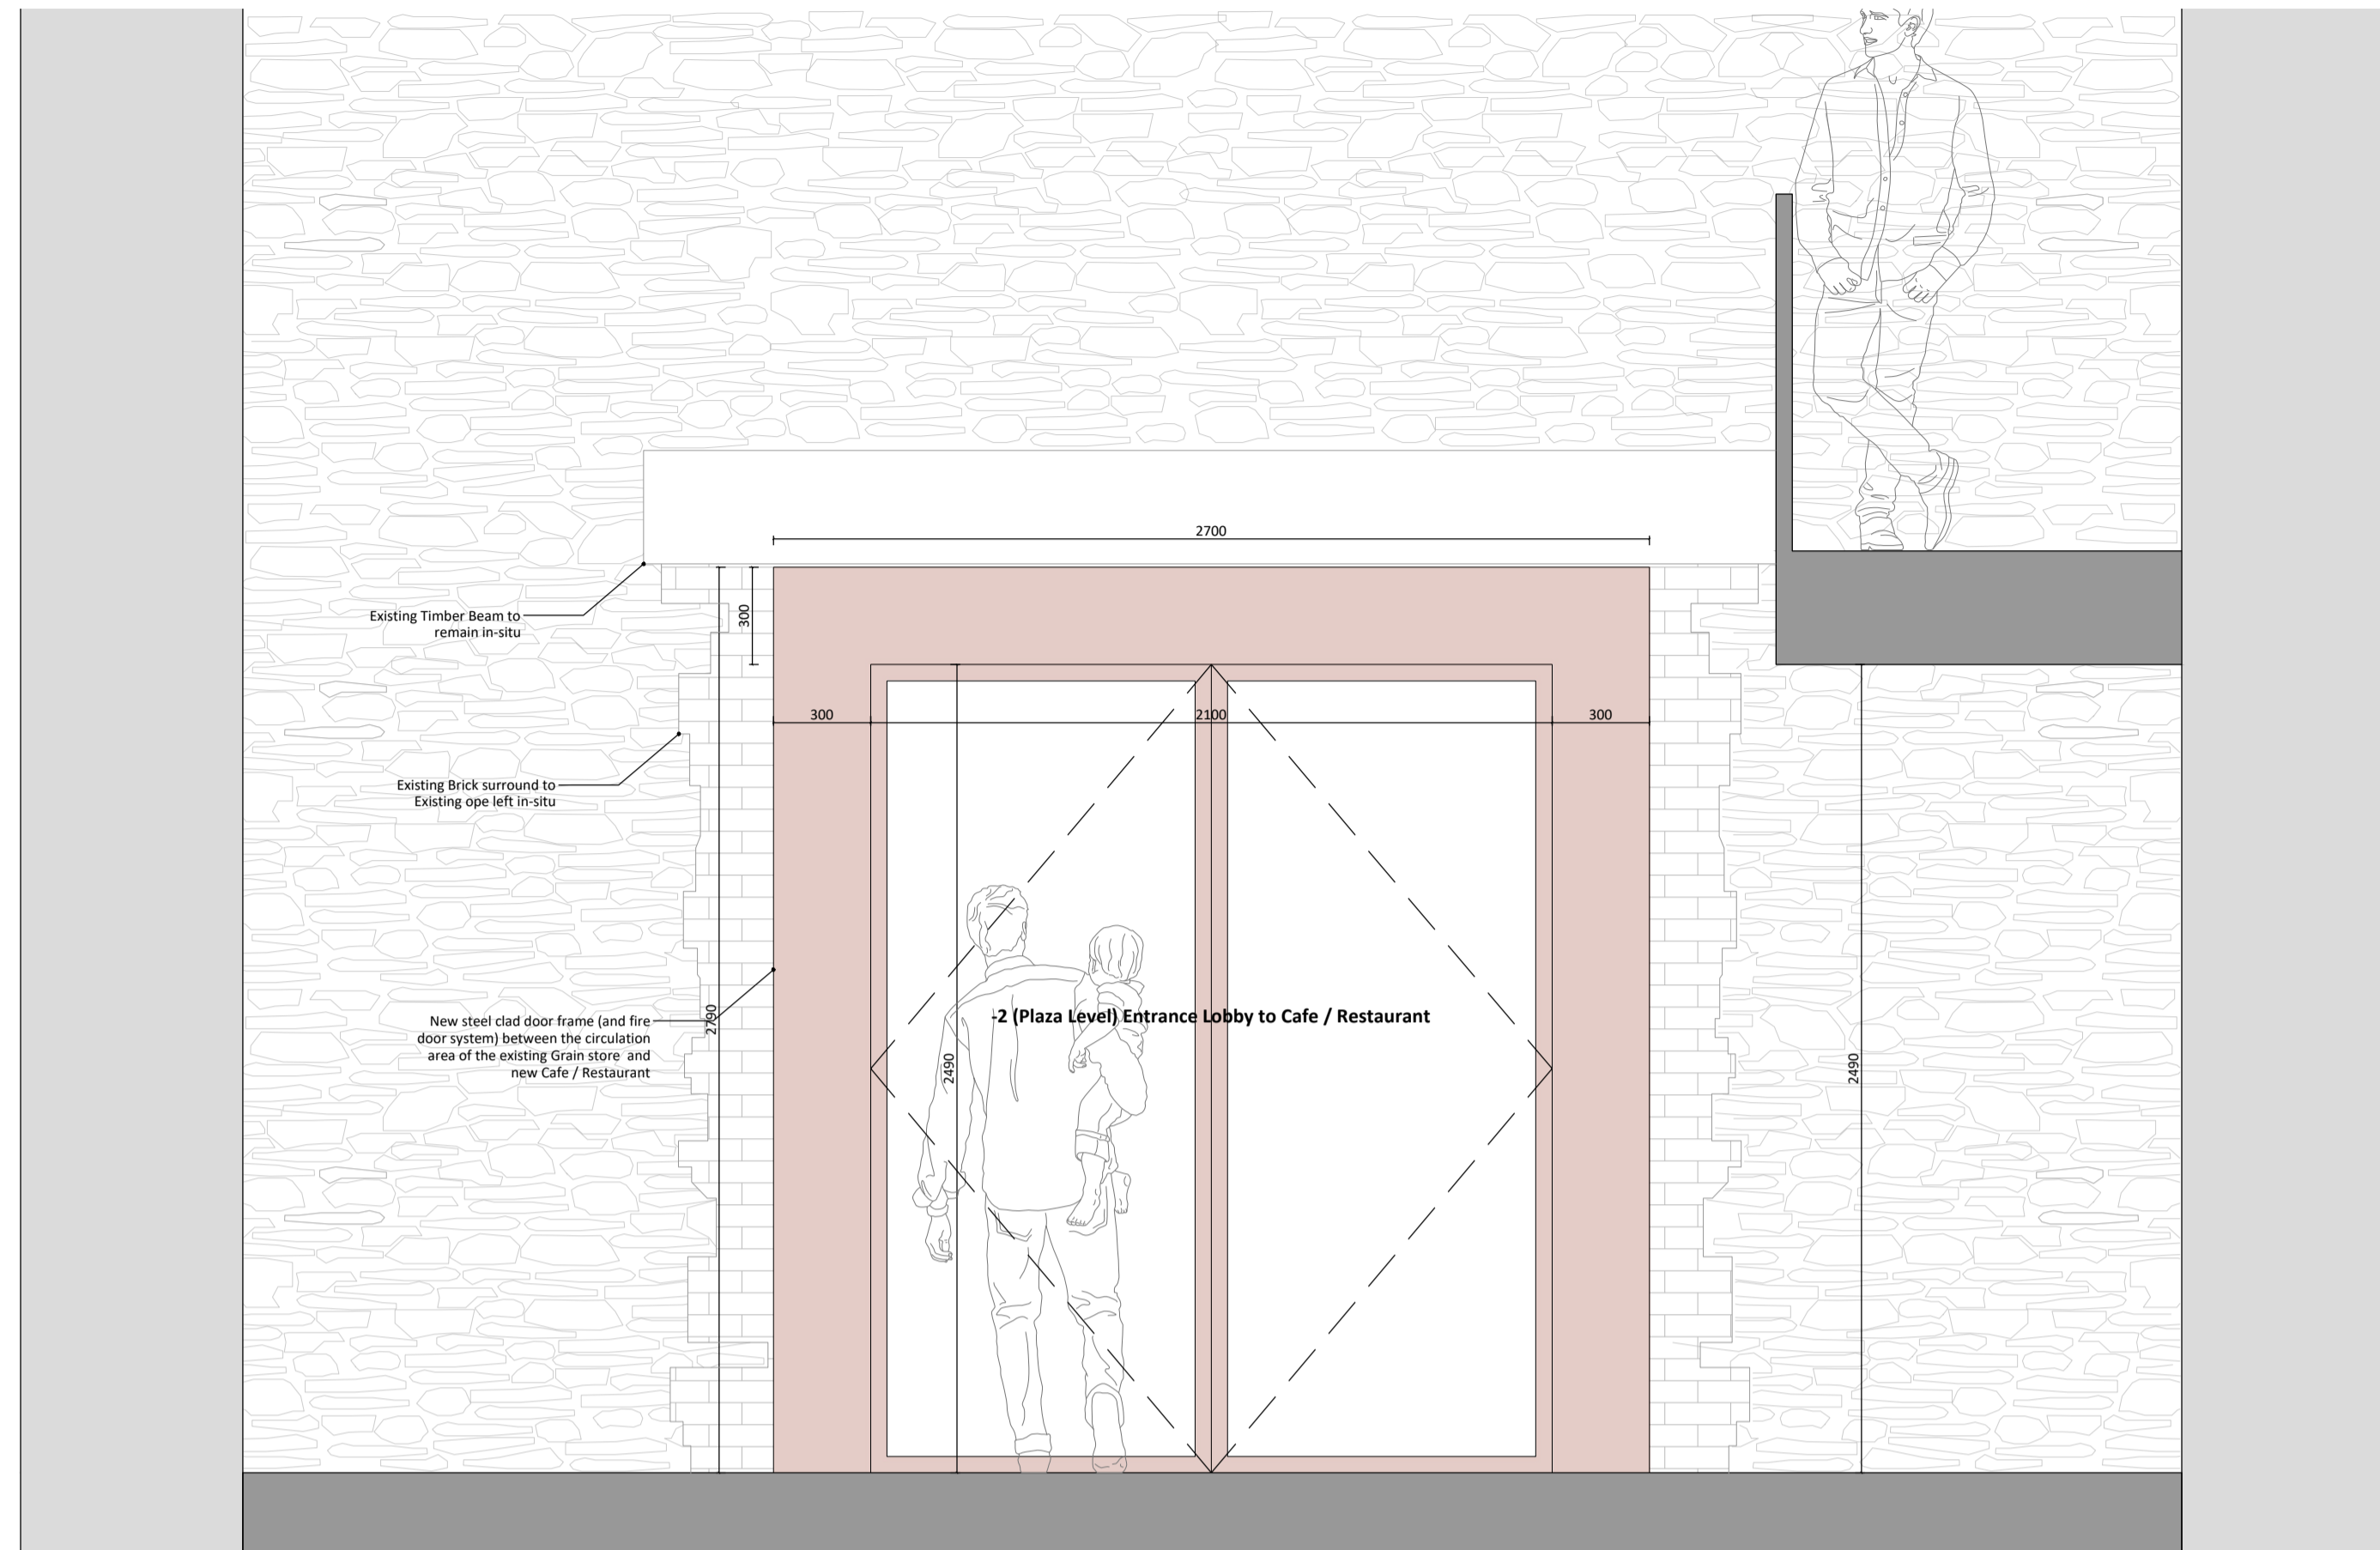 2700
300
Existing Timber Beam to
remain in-situ
300
2100
300
Existing Brick surround to
Existing ope left in-situ
-2 (Plaza Level) Entrance Lobby to Cafe / Restaurant
New steel clad door frame (and fire
door system) between the circulation
area of the existing Grain store and
new Cafe / Restaurant
2790
2490
2490